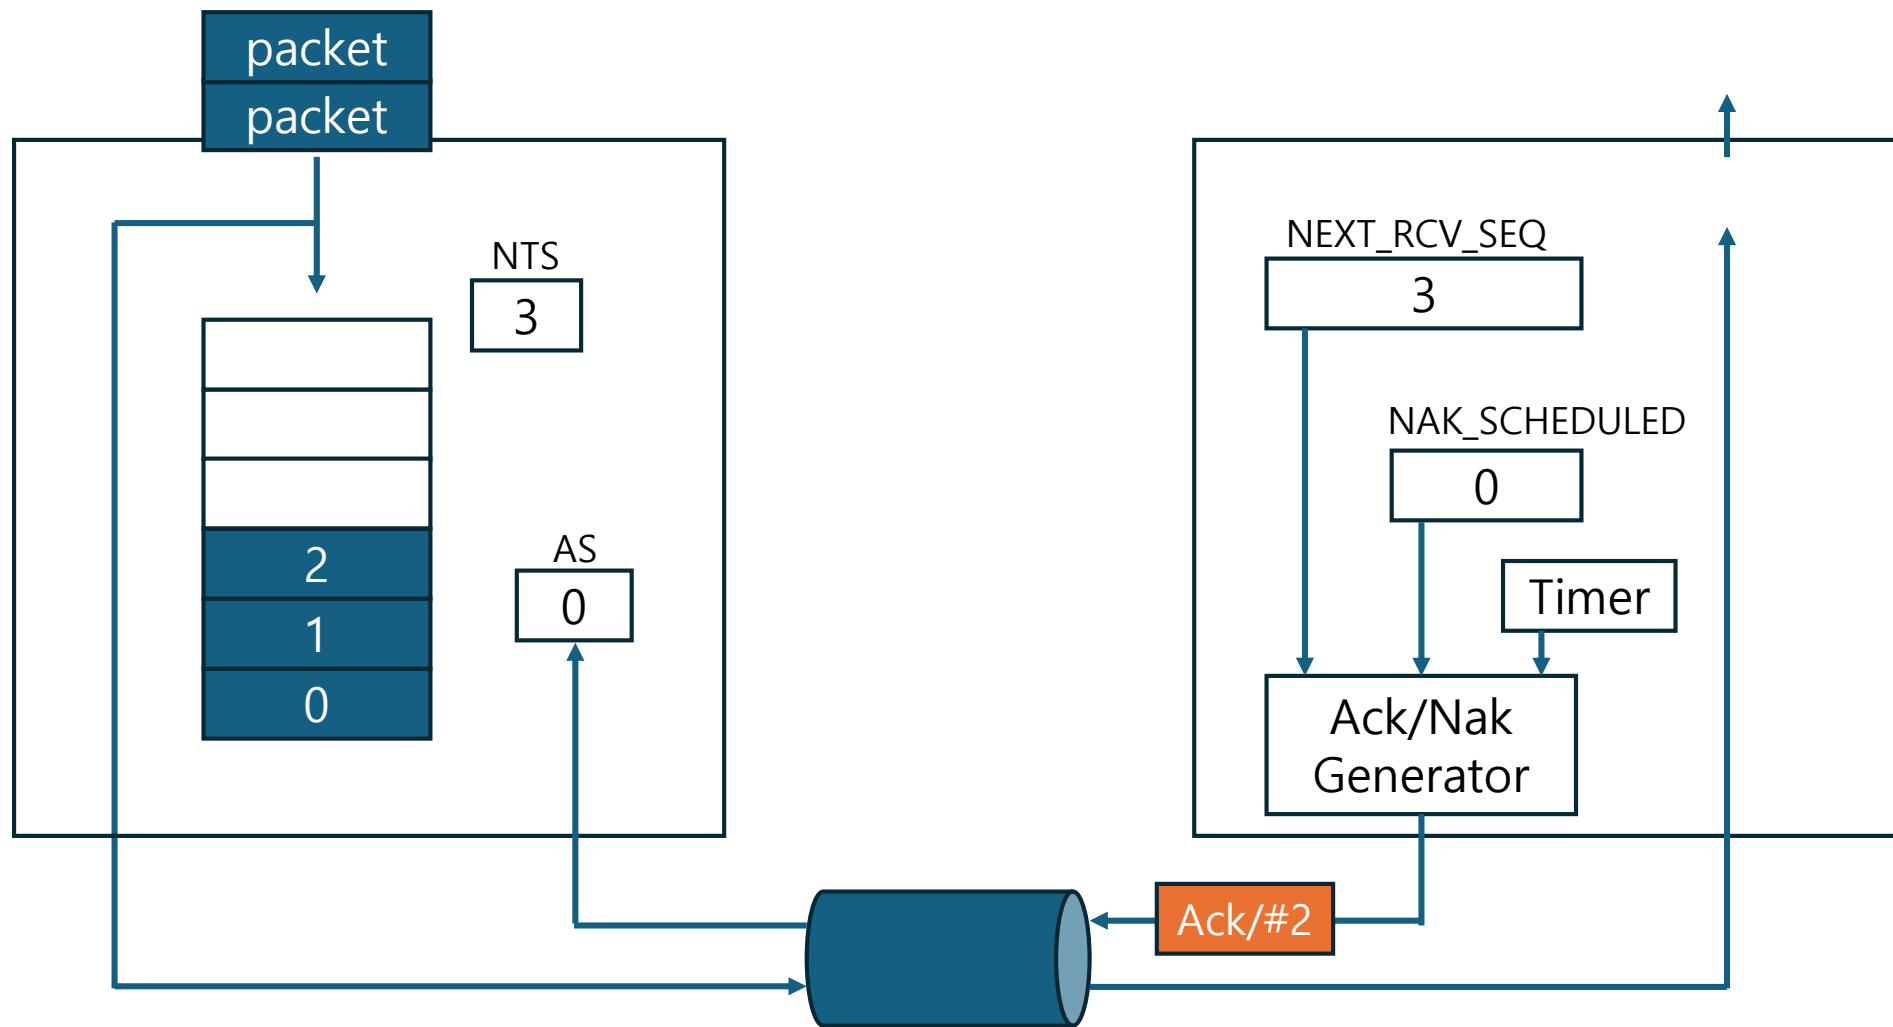 packet
packet
NTS
3
2
1
0
AS
0
NEXT_RCV_SEQ
3
NAK_SCHEDULED
0
Timer
Ack/Nak
Generator
Ack/#2